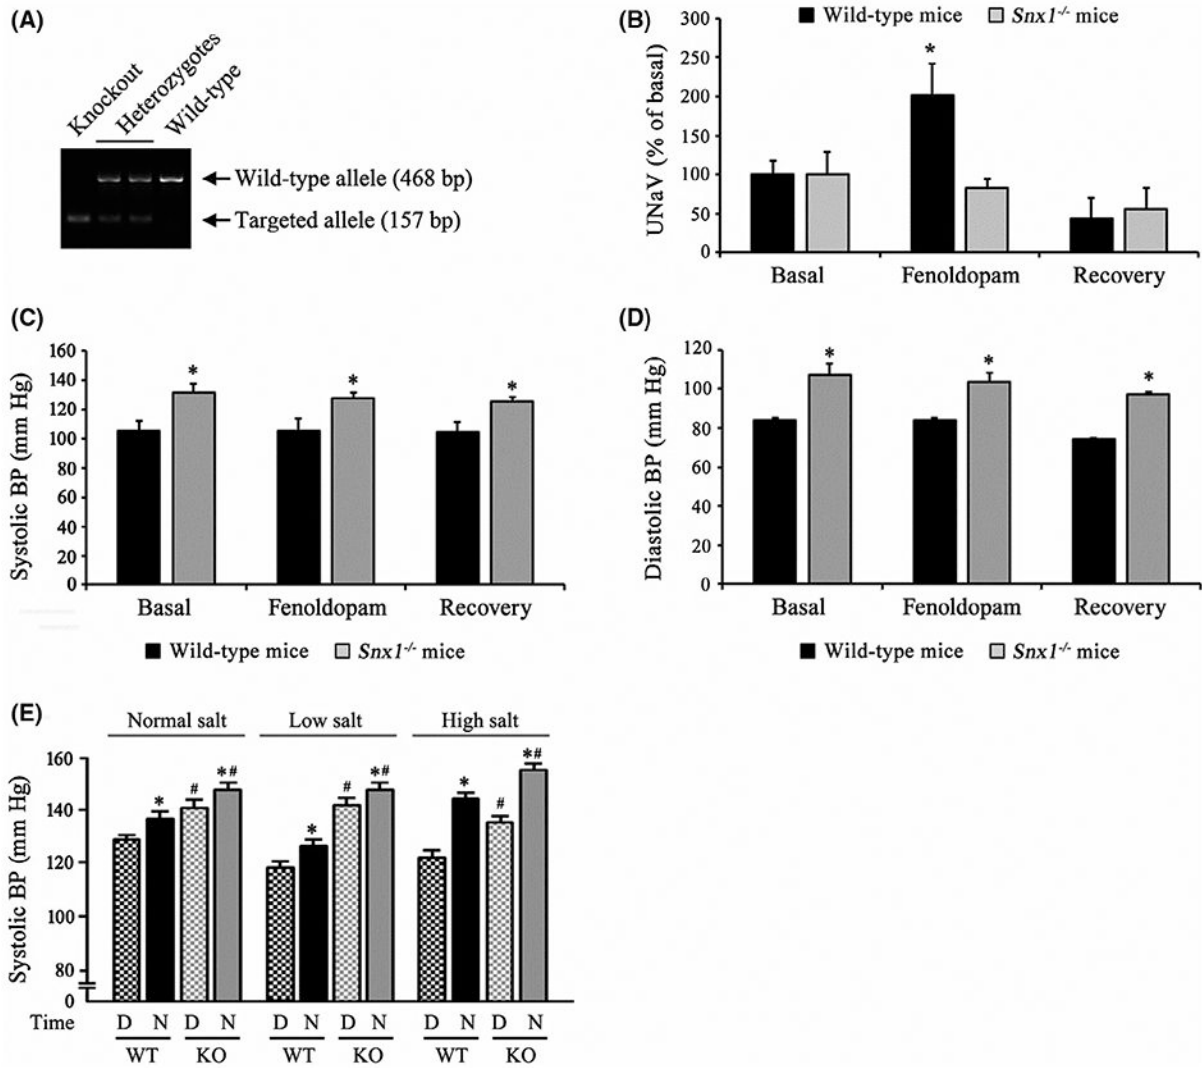 (A)
Knockout
Heterozygotes
Wild-type
Wild-type allele (468 bp)
Targeted allele (157 bp)
(B)
Wild-type mice Snx1-/- mice
UNaV (% of basal)
300
250
200
150
100
50
0
*
Basal Fenoldopam Recovery
(C)
Systolic BP (mm Hg)
160
140
120
100
80
60
40
20
0
* * *
Basal Fenoldopam Recovery
Wild-type mice Snx1-/- mice
(D)
Diastolic BP (mm Hg)
120
100
80
60
40
20
0
* * *
Basal Fenoldopam Recovery
Wild-type mice Snx1-/- mice
(E)
Normal salt Low salt High salt
Systolic BP (mm Hg)
160
140
120
100
80
0
* # *# * # *# * # *#
Time D N D N D N D N D N D N
WT KO WT KO WT KO